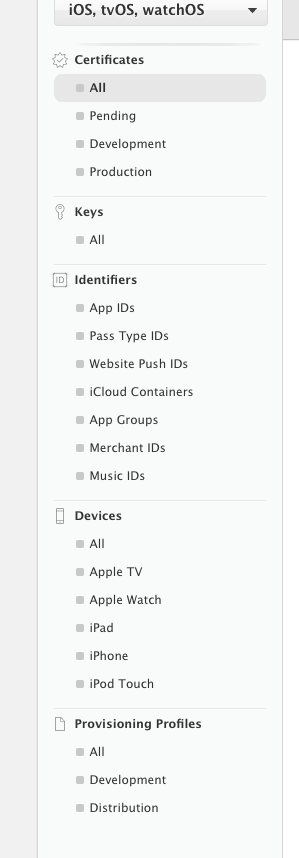 iOS, tvOS, watchOS
Certificates
All
Pending
Development
Production
Keys
All
ID Identifiers
App IDs
Pass Type IDs
Website Push IDs
iCloud Containers
App Groups
Merchant IDs
Music IDs
Devices
All
Apple TV
Apple Watch
iPad
iPhone
iPod Touch
Provisioning Profiles
All
Development
Distribution